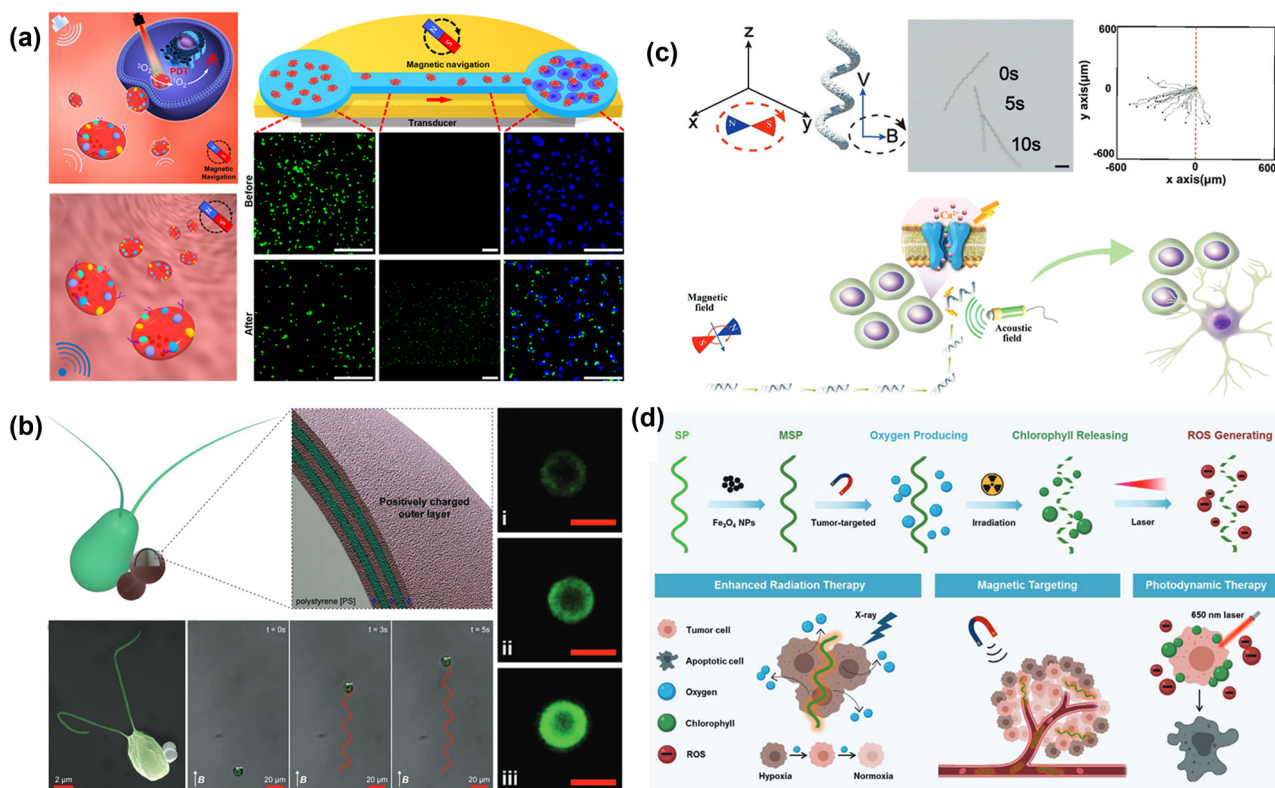 (a)
³O₂
PDT
¹O₂
N
S
Magnetic
Navigation
N
S
N
S
Magnetic navigation
Transducer
Before
After
(b)
Positively charged
outer layer
polystyrene [PS]
i
ii
iii
2 µm
t = 0s
B
20 µm
t = 3s
B
20 µm
t = 5s
B
20 µm
(c)
z
x
y
N
S
V
B
0s
5s
10s
600
0
-600
y axis(µm)
-600
0
600
x axis(µm)
Ca²⁺
Magnetic
field
N
S
Acoustic
field
(d)
SP
MSP
Oxygen Producing
Chlorophyll Releasing
ROS Generating
Fe₃O₄ NPs
Tumor-targeted
Irradiation
Laser
Enhanced Radiation Therapy
Magnetic Targeting
Photodynamic Therapy
Tumor cell
Apoptotic cell
Oxygen
Chlorophyll
ROS
X-ray
Hypoxia
Normoxia
650 nm laser